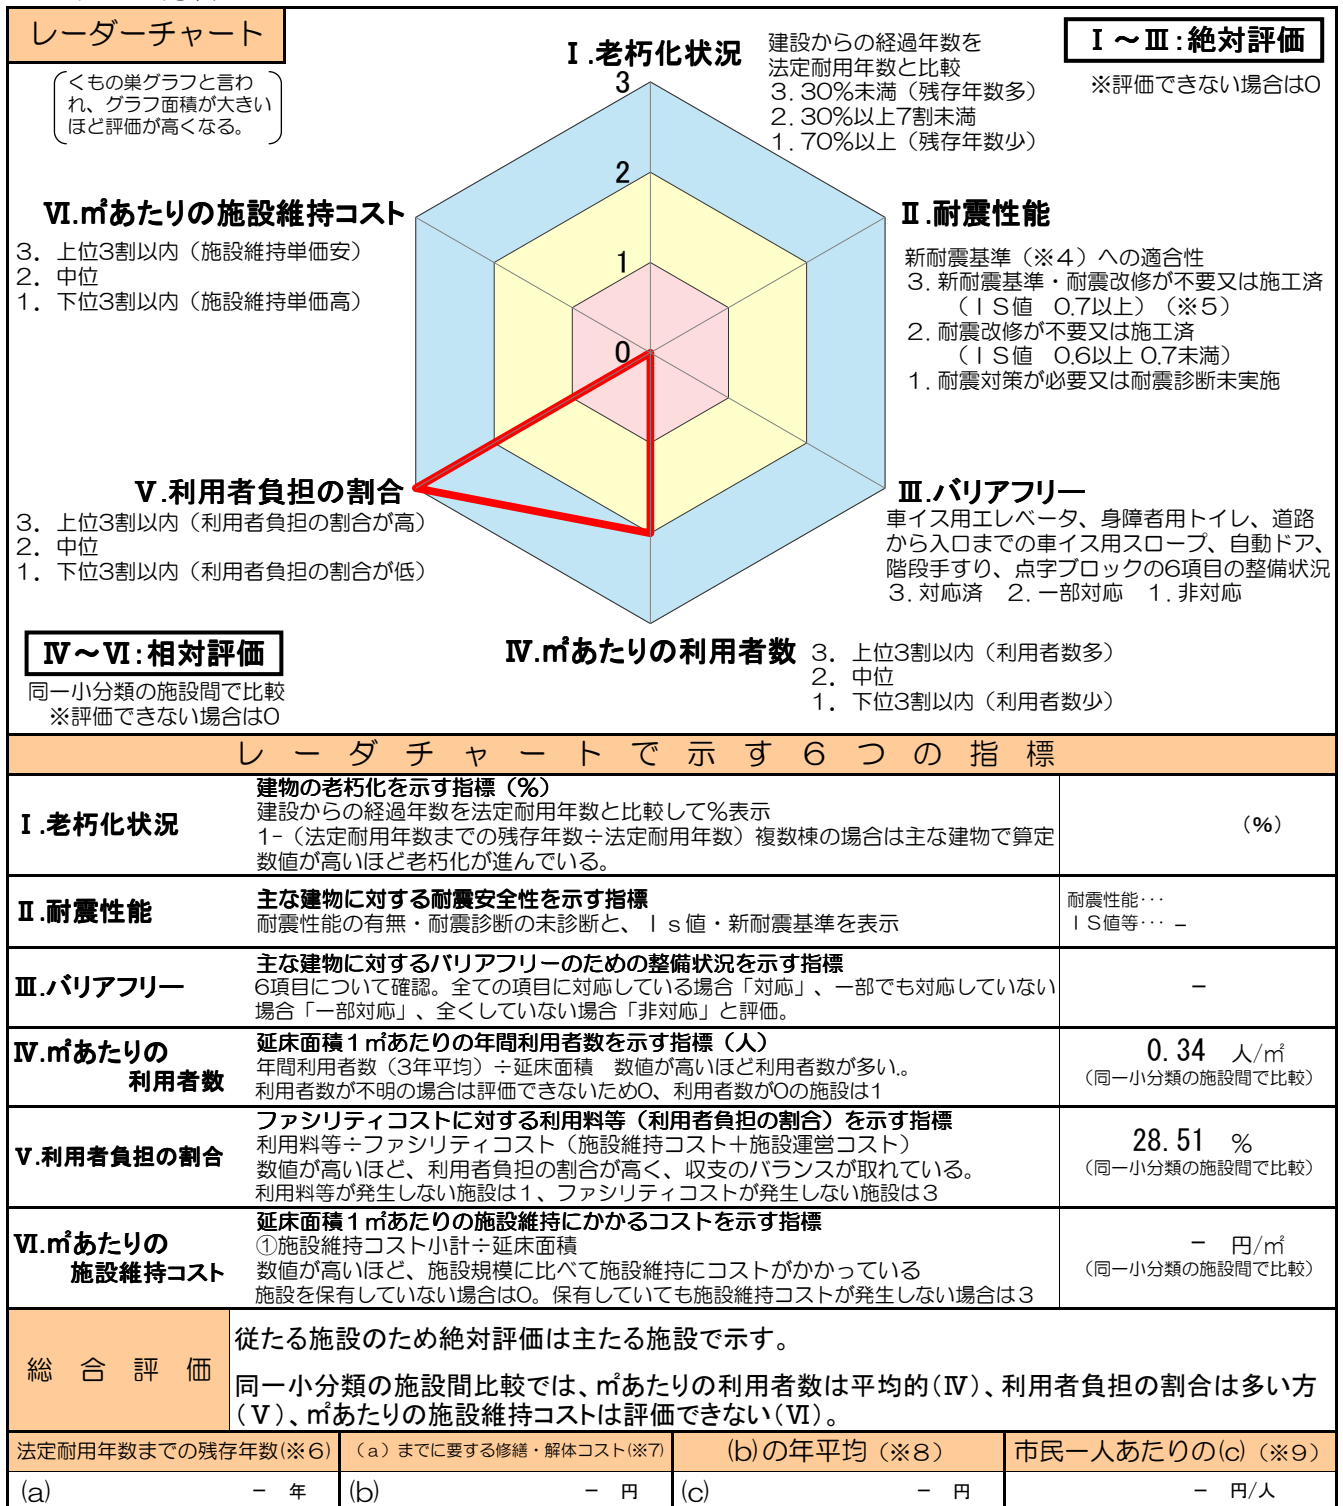 レーダーチャート
くもの巣グラフと言わ
れ、グラフ面積が大きい
ほど評価が高くなる。
Ⅰ.老朽化状況
建設からの経過年数を
法定耐用年数と比較
3. 30%未満（残存年数多）
2. 30%以上7割未満
1. 70%以上（残存年数少）
Ⅰ～Ⅲ:絶対評価
※評価できない場合は0
3
2
1
0
Ⅵ.㎡あたりの施設維持コスト
3. 上位3割以内（施設維持単価安）
2. 中位
1. 下位3割以内（施設維持単価高）
Ⅱ.耐震性能
新耐震基準（※4）への適合性
3. 新耐震基準・耐震改修が不要又は施工済
（ＩＳ値　0.7以上）（※5）
2. 耐震改修が不要又は施工済
（ＩＳ値　0.6以上 0.7未満）
1. 耐震対策が必要又は耐震診断未実施
Ⅴ.利用者負担の割合
3. 上位3割以内（利用者負担の割合が高）
2. 中位
1. 下位3割以内（利用者負担の割合が低）
Ⅲ.バリアフリー
車イス用エレベータ、身障者用トイレ、道路
から入口までの車イス用スロープ、自動ドア、
階段手すり、点字ブロックの6項目の整備状況
3. 対応済　2. 一部対応　1. 非対応
Ⅳ～Ⅵ:相対評価
同一小分類の施設間で比較
※評価できない場合は0
Ⅳ.㎡あたりの利用者数
3. 上位3割以内（利用者数多）
2. 中位
1. 下位3割以内（利用者数少）
レーダチャートで示す6つの指標
Ⅰ.老朽化状況
建物の老朽化を示す指標（%）
建設からの経過年数を法定耐用年数と比較して%表示
1-（法定耐用年数までの残存年数÷法定耐用年数）複数棟の場合は主な建物で算定
数値が高いほど老朽化が進んでいる。
（%）
Ⅱ.耐震性能
主な建物に対する耐震安全性を示す指標
耐震性能の有無・耐震診断の未診断と、Ｉｓ値・新耐震基準を表示
耐震性能･･･
ＩＳ値等･･･ −
Ⅲ.バリアフリー
主な建物に対するバリアフリーのための整備状況を示す指標
6項目について確認。全ての項目に対応している場合「対応」、一部でも対応していない
場合「一部対応」、全くしていない場合「非対応」と評価。
−
Ⅳ.㎡あたりの
利用者数
延床面積１㎡あたりの年間利用者数を示す指標（人）
年間利用者数（3年平均）÷延床面積　数値が高いほど利用者数が多い。
利用者数が不明の場合は評価できないため0、利用者数が0の施設は1
0.34 人/㎡
（同一小分類の施設間で比較）
Ⅴ.利用者負担の割合
ファシリティコストに対する利用料等（利用者負担の割合）を示す指標
利用料等÷ファシリティコスト（施設維持コスト＋施設運営コスト）
数値が高いほど、利用者負担の割合が高く、収支のバランスが取れている。
利用料等が発生しない施設は１、ファシリティコストが発生しない施設は３
28.51 %
（同一小分類の施設間で比較）
Ⅵ.㎡あたりの
施設維持コスト
延床面積１㎡あたりの施設維持にかかるコストを示す指標
①施設維持コスト小計÷延床面積
数値が高いほど、施設規模に比べて施設維持にコストがかかっている
施設を保有していない場合は0。保有していても施設維持コストが発生しない場合は３
− 円/㎡
（同一小分類の施設間で比較）
総合評価
従たる施設のため絶対評価は主たる施設で示す。
同一小分類の施設間比較では、㎡あたりの利用者数は平均的(Ⅳ)、利用者負担の割合は多い方
(Ⅴ)、㎡あたりの施設維持コストは評価できない(Ⅵ)。
法定耐用年数までの残存年数(※6)
（a）までに要する修繕・解体コスト(※7)
(b)の年平均（※8）
市民一人あたりの(c)（※9）
(a) − 年
(b) − 円
(c) − 円
− 円/人